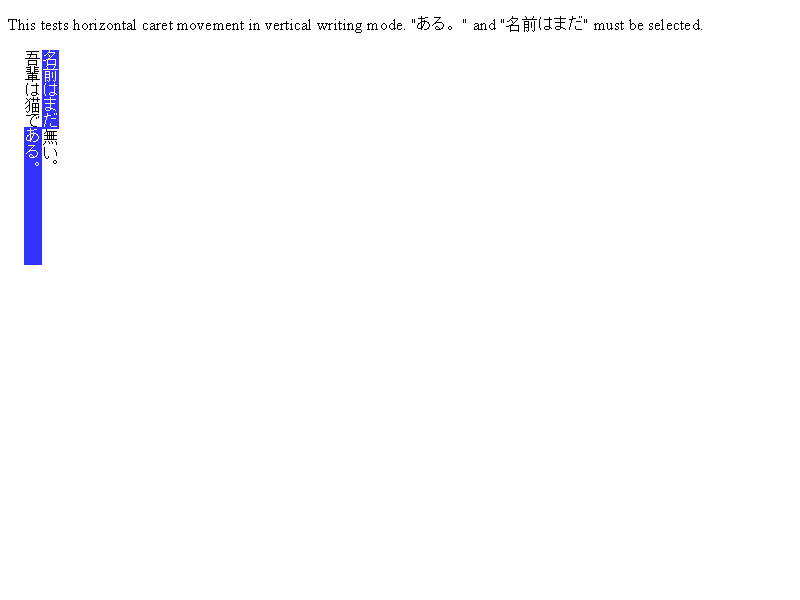 This tests horizontal caret movement in vertical writing mode. "ある。" and "名前はまだ" must be selected.
吾輩は猫である。
名前はまだ無い。